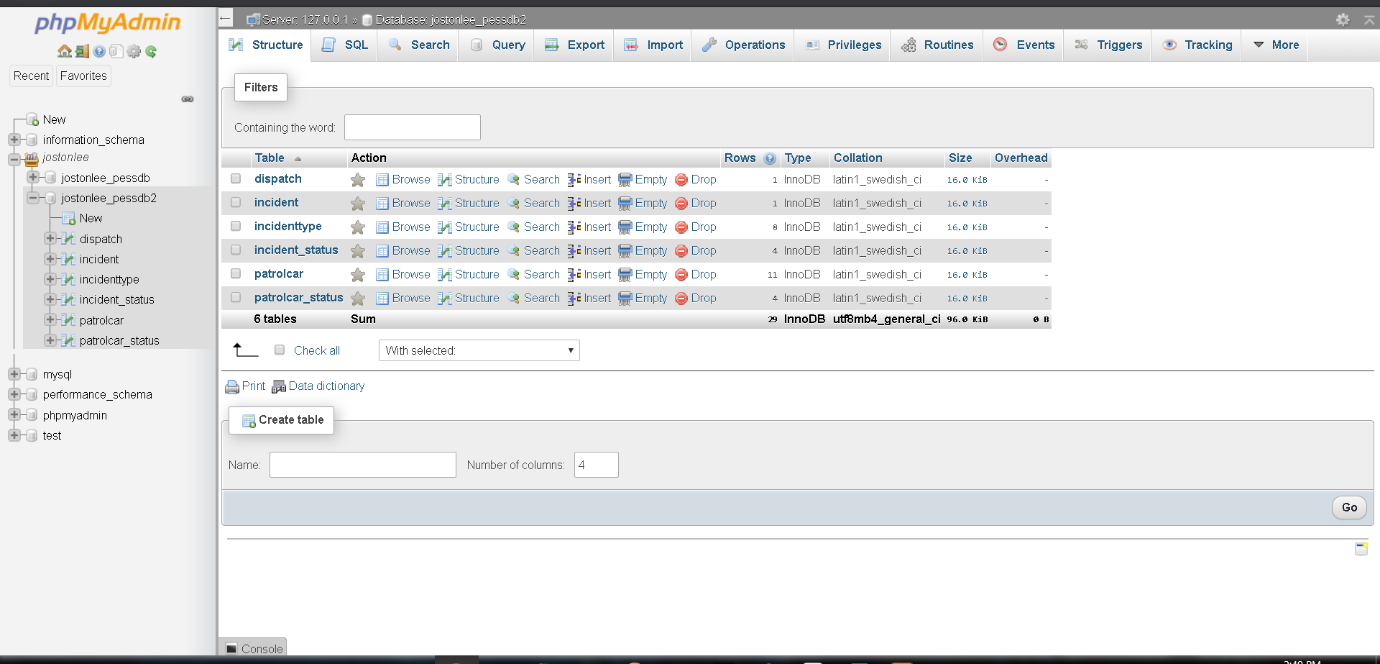 phpMyAdmin
Recent Favorites
New
information_schema
jostonlee
jostonlee_pessdb
jostonlee_pessdb2
New
dispatch
incident
incidenttype
incident_status
patrolcar
patrolcar_status
mysql
performance_schema
phpmyadmin
test
Server: 127.0.0.1 » Database: jostonlee_pessdb2
Structure SQL Search Query Export Import Operations Privileges Routines Events Triggers Tracking More
Filters
Containing the word:
Table Action Rows Type Collation Size Overhead
dispatch Browse Structure Search Insert Empty Drop 1 InnoDB latin1_swedish_ci 16.0 KiB -
incident Browse Structure Search Insert Empty Drop 1 InnoDB latin1_swedish_ci 16.0 KiB -
incidenttype Browse Structure Search Insert Empty Drop 8 InnoDB latin1_swedish_ci 16.0 KiB -
incident_status Browse Structure Search Insert Empty Drop 4 InnoDB latin1_swedish_ci 16.0 KiB -
patrolcar Browse Structure Search Insert Empty Drop 11 InnoDB latin1_swedish_ci 16.0 KiB -
patrolcar_status Browse Structure Search Insert Empty Drop 4 InnoDB latin1_swedish_ci 16.0 KiB -
6 tables Sum 29 InnoDB utf8mb4_general_ci 96.0 KiB 0 B
Check all With selected:
Print Data dictionary
Create table
Name: Number of columns: 4
Go
Console